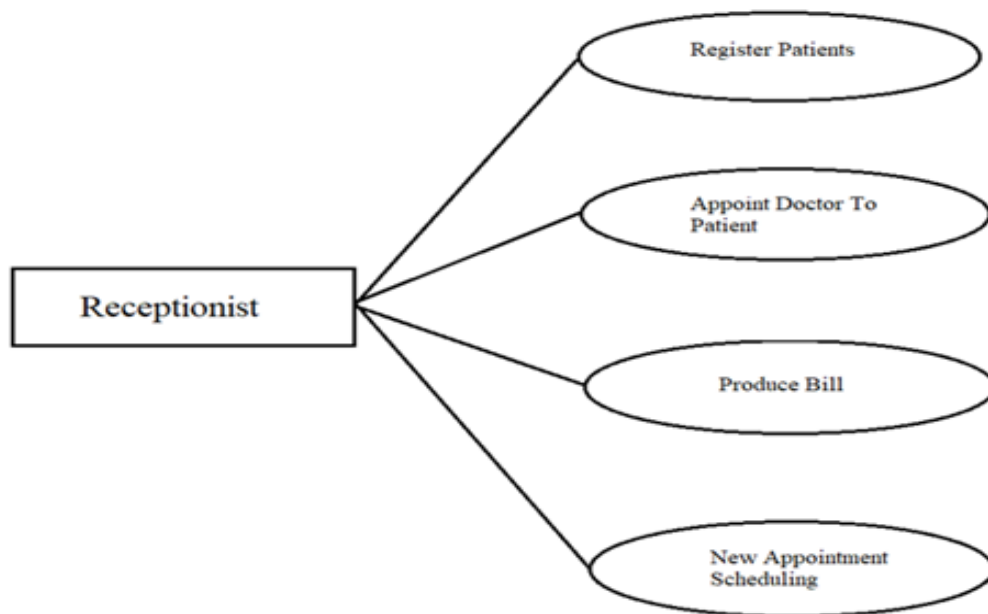 Register Patients
Appoint Doctor To
Patient
Receptionist
Produce Bill
New Appointment
Scheduling